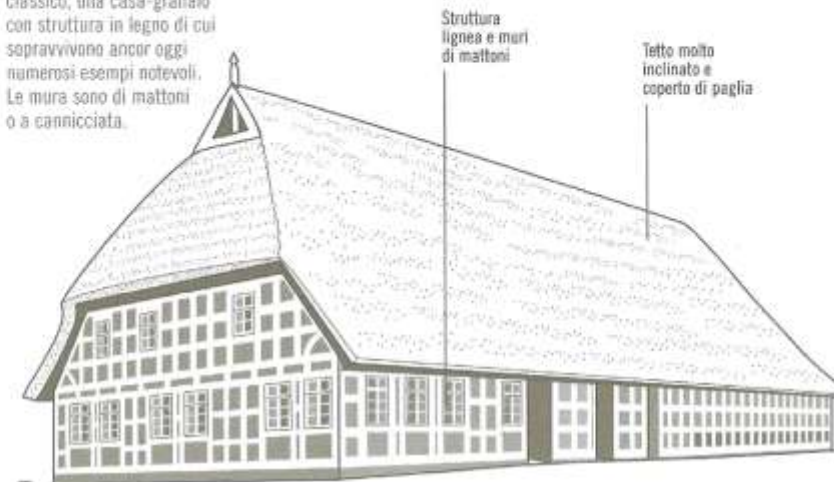 classico, una casa-granaio
con struttura in legno di cui
sopravvivono ancor oggi
numerosi esempi notevoli.
Le mura sono di mattoni
o a cannicciata.
Struttura
lignea e muri
di mattoni
Tetto molto
inclinato e
coperto di paglia